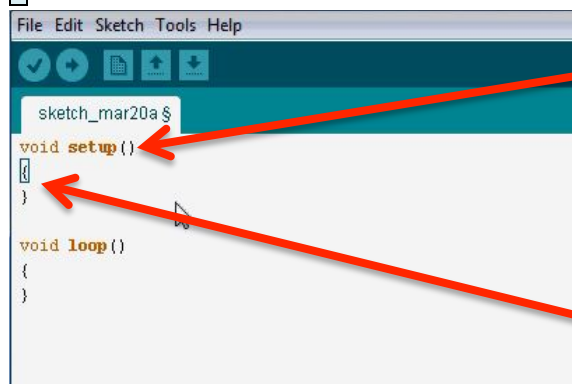 File Edit Sketch Tools Help
sketch_mar20a §
void setup()
{
}
void loop()
{
}